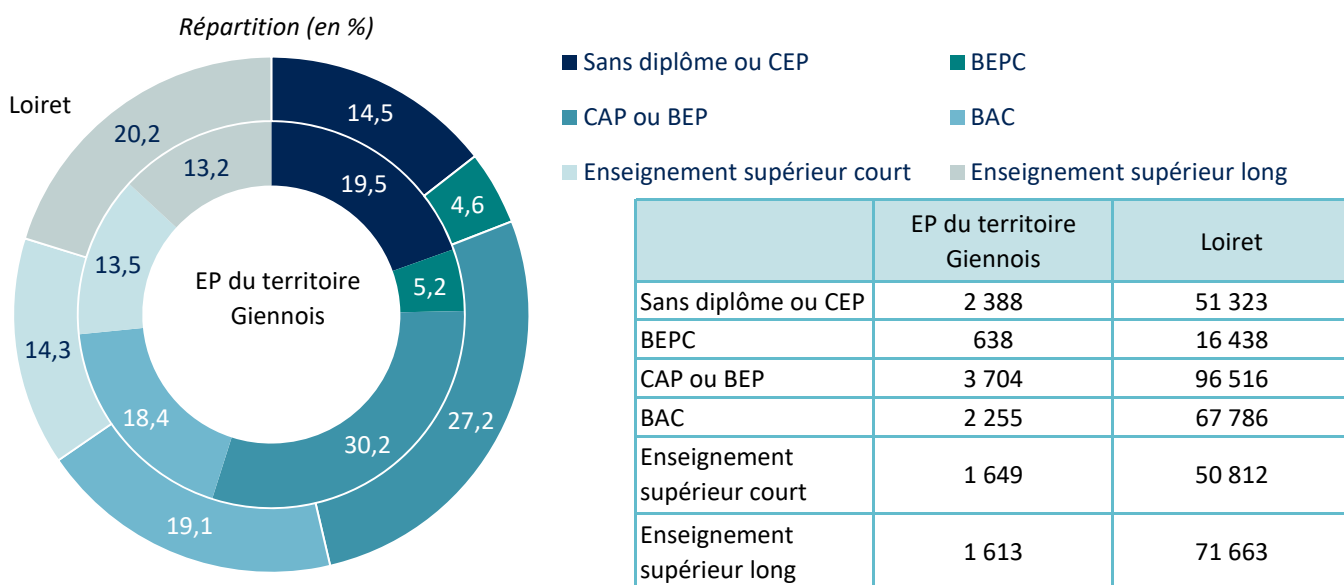 Répartition (en %)
Loiret
14,5
4,6
27,2
19,1
14,3
20,2
19,5
5,2
30,2
18,4
13,5
13,2
EP du territoire
Giennois
Sans diplôme ou CEP
BEPC
CAP ou BEP
BAC
Enseignement supérieur court
Enseignement supérieur long
EP du territoire
Giennois
Loiret
Sans diplôme ou CEP 2 388 51 323
BEPC 638 16 438
CAP ou BEP 3 704 96 516
BAC 2 255 67 786
Enseignement
supérieur court
1 649 50 812
Enseignement
supérieur long
1 613 71 663